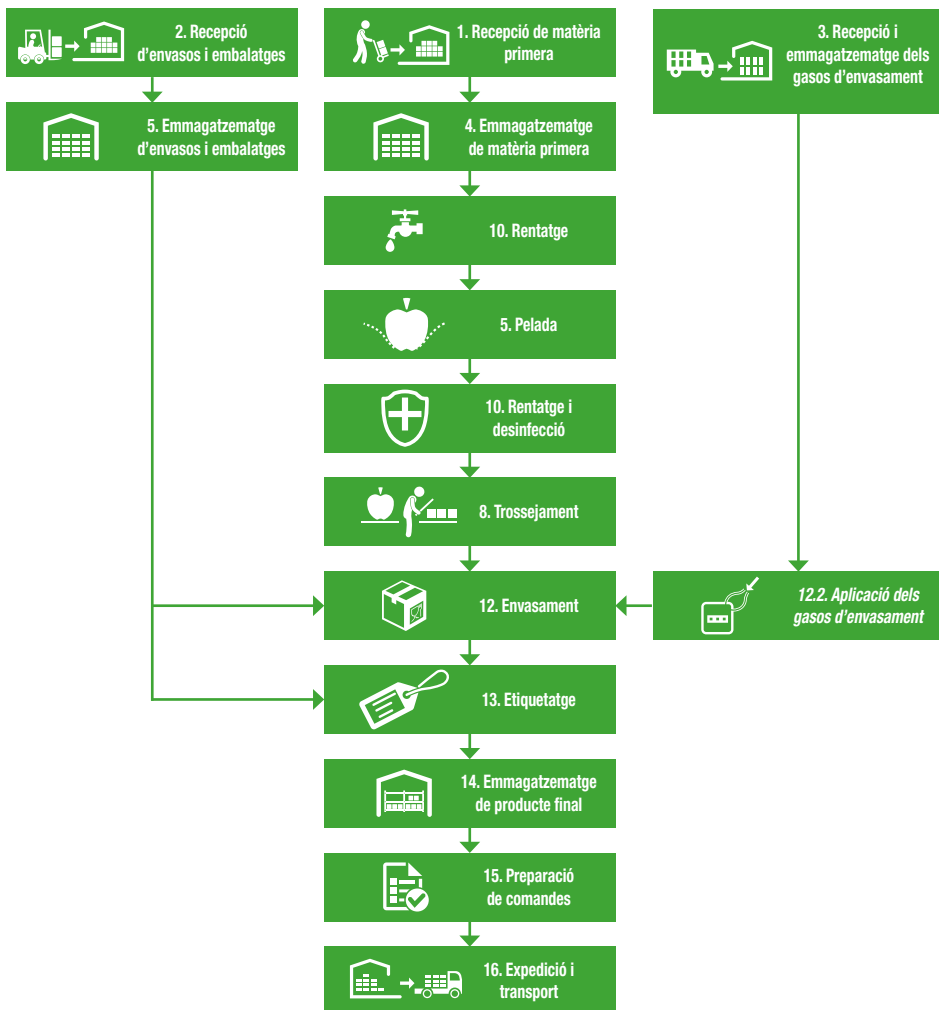 2. Recepció
d'envasos i embalatges
1. Recepció de matèria
primera
3. Recepció i
emmagatzematge dels
gasos d'envasament
5. Emmagatzematge
d'envasos i embalatges
4. Emmagatzematge
de matèria primera
10. Rentatge
5. Pelada
10. Rentatge i
desinfecció
8. Trossejament
12. Envasament
12.2. Aplicació dels
gasos d'envasament
13. Etiquetatge
14. Emmagatzematge
de producte final
15. Preparació
de comandes
16. Expedició i
transport